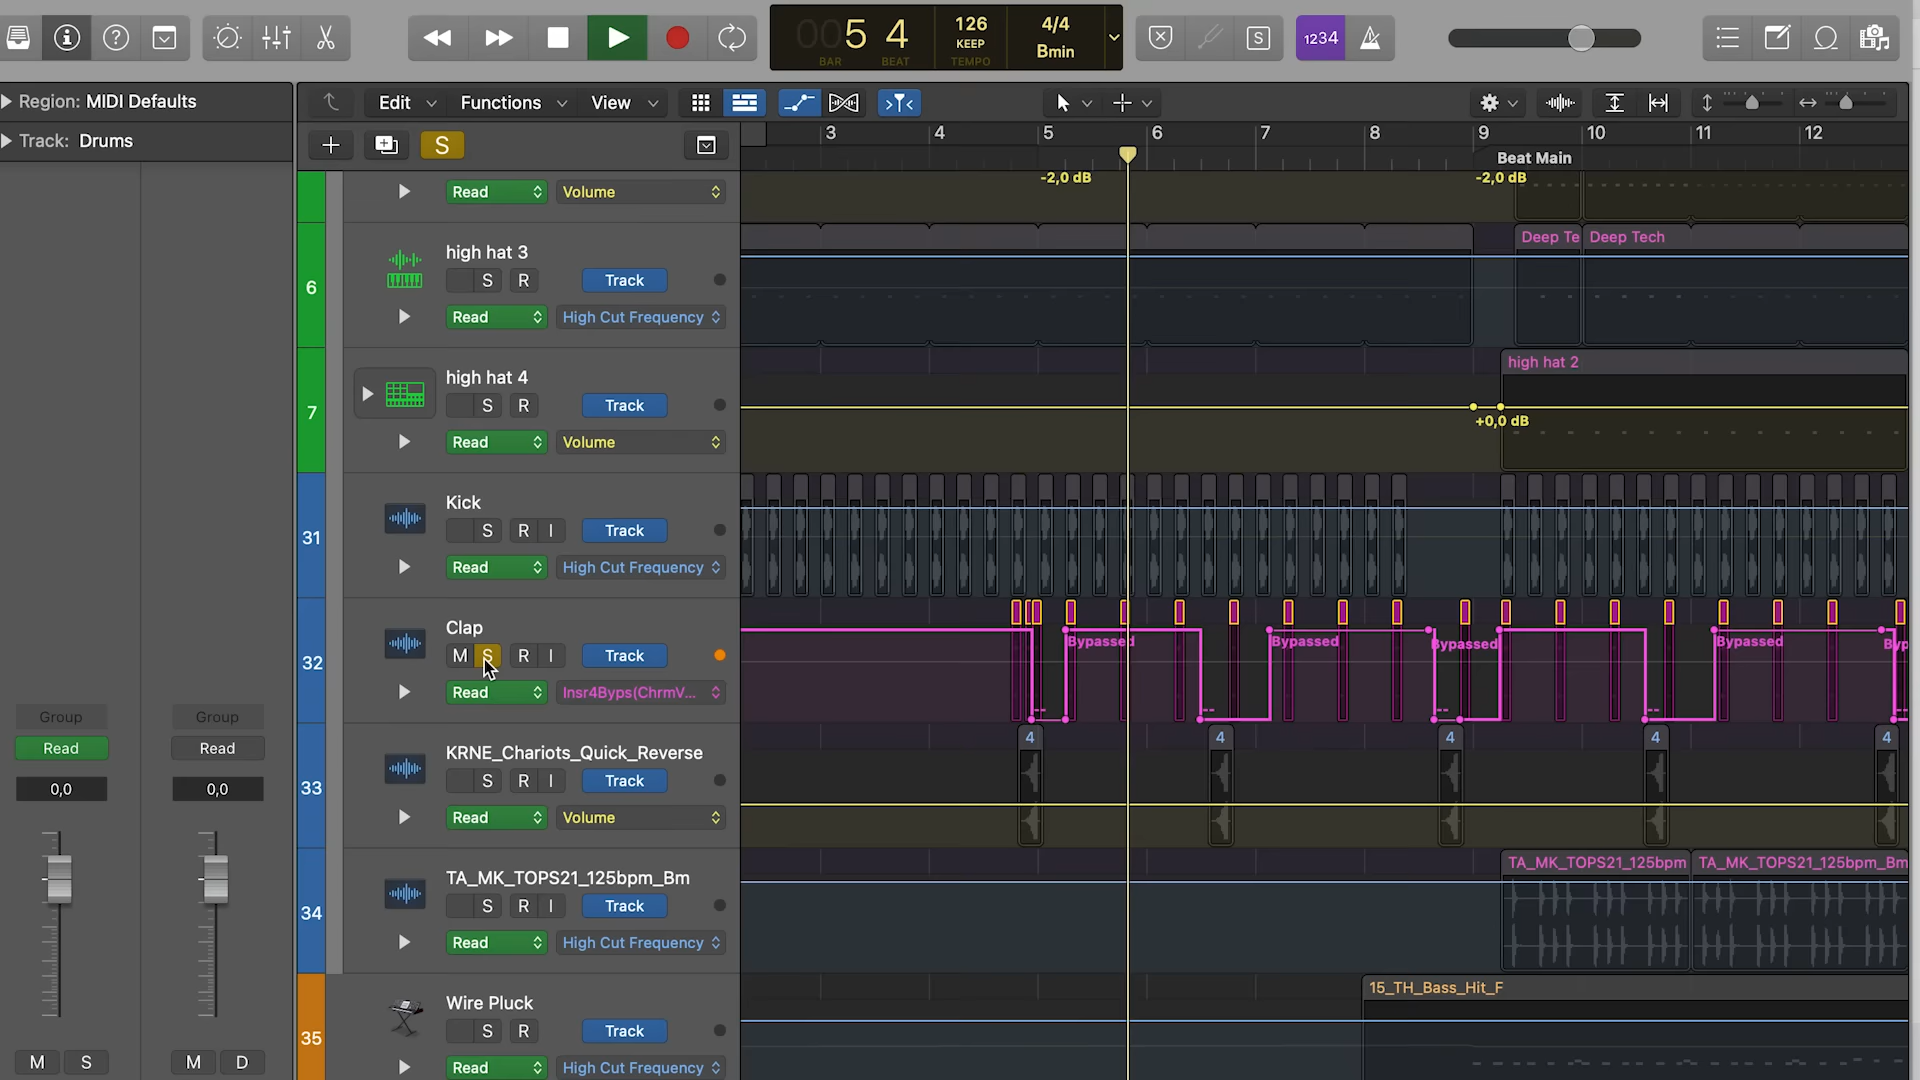 005 4
BAR BEAT
126
KEEP
TEMPO
4/4
Bmin
S
1234
Region: MIDI Defaults
Track: Drums
Edit
Functions
View
S
3 4 5 6 7 8 9 10 11 12
Beat Main
-2,0 dB
-2,0 dB
Read
Volume
6
high hat 3
S R
Track
Read
High Cut Frequency
Deep Te
Deep Tech
7
high hat 4
S R
Track
Read
Volume
high hat 2
+0,0 dB
31
Kick
S R I
Track
Read
High Cut Frequency
32
Clap
M S R I
Track
Read
Insr4Byps(ChrmV...
Bypassed
Bypassed
Bypassed
Bypassed
Byp
33
KRNE_Chariots_Quick_Reverse
S R I
Track
Read
Volume
4 4 4 4 4
34
TA_MK_TOPS21_125bpm_Bm
S R I
Track
Read
High Cut Frequency
TA_MK_TOPS21_125bpm
TA_MK_TOPS21_125bpm_Bm
35
Wire Pluck
S R
Track
Read
High Cut Frequency
15_TH_Bass_Hit_F
Group
Group
Read
Read
0,0
0,0
M S
M D